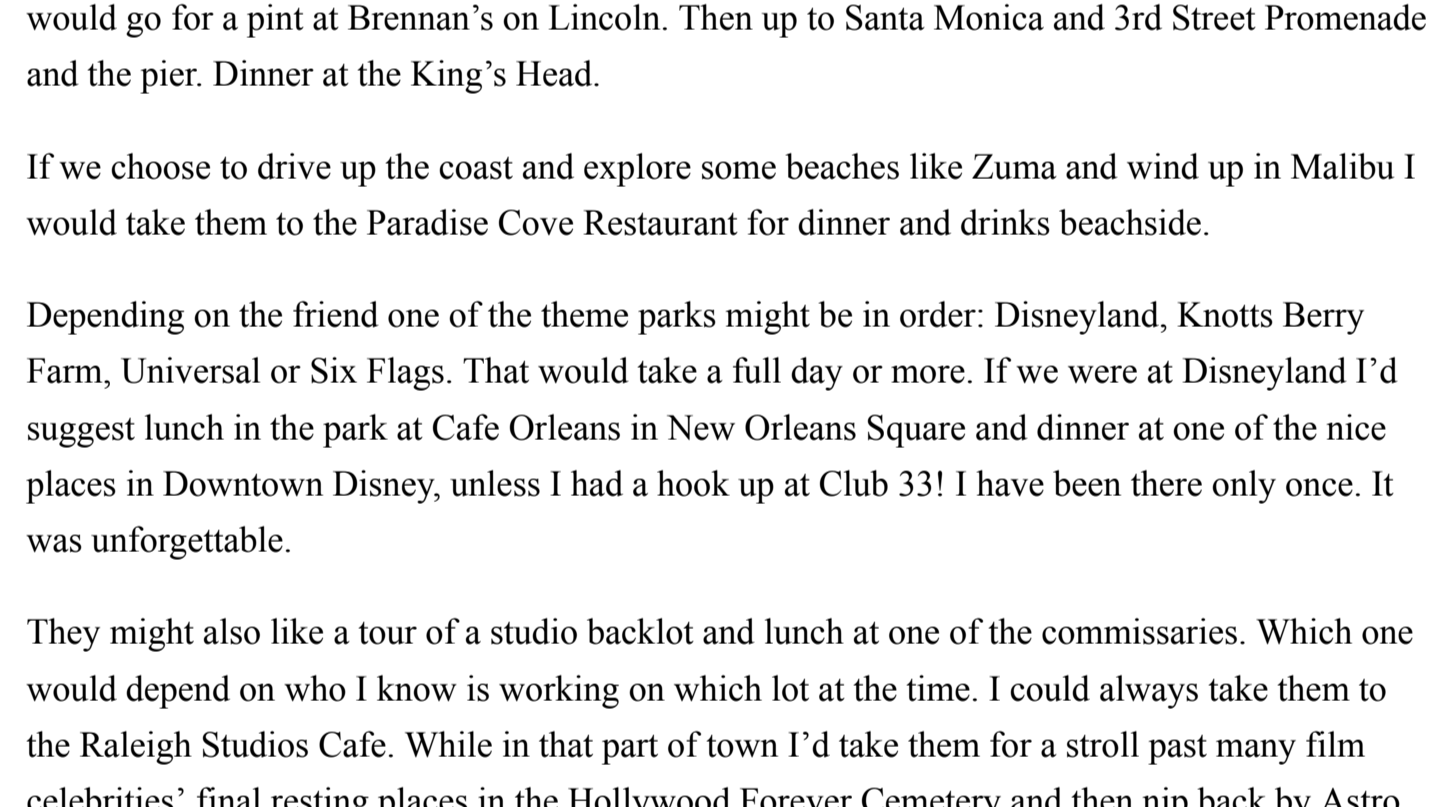 would go for a pint at Brennan’s on Lincoln. Then up to Santa Monica and 3rd Street Promenade
and the pier. Dinner at the King’s Head.
If we choose to drive up the coast and explore some beaches like Zuma and wind up in Malibu I
would take them to the Paradise Cove Restaurant for dinner and drinks beachside.
Depending on the friend one of the theme parks might be in order: Disneyland, Knotts Berry
Farm, Universal or Six Flags. That would take a full day or more. If we were at Disneyland I’d
suggest lunch in the park at Cafe Orleans in New Orleans Square and dinner at one of the nice
places in Downtown Disney, unless I had a hook up at Club 33! I have been there only once. It
was unforgettable.
They might also like a tour of a studio backlot and lunch at one of the commissaries. Which one
would depend on who I know is working on which lot at the time. I could always take them to
the Raleigh Studios Cafe. While in that part of town I’d take them for a stroll past many film
celebrities’ final resting places in the Hollywood Forever Cemetery and then nip back by Astro